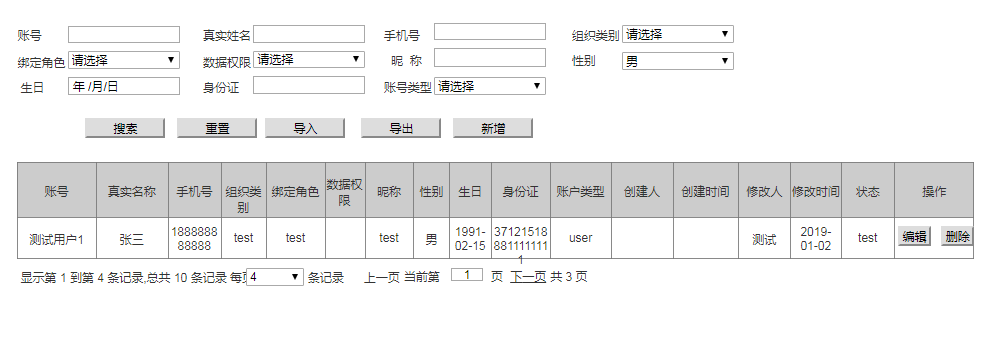 账号 真实姓名 手机号 组织类别 请选择
绑定角色 请选择 数据权限 请选择 昵 称 性别 男
生日 年 /月/日 身份证 账号类型 请选择
搜索 重置 导入 导出 新增
账号 真实名称 手机号 组织类别 绑定角色 数据权限 昵称 性别 生日 身份证 账户类型 创建人 创建时间 修改人 修改时间 状态 操作
测试用户1 张三 188888888888 test test test 男 1991-02-15 371215188811111111 user 测试 2019-01-02 test 编辑 删除
显示第 1 到第 4 条记录,总共 10 条记录 每页 4 条记录 上一页 当前第 1 页 下一页 共 3 页